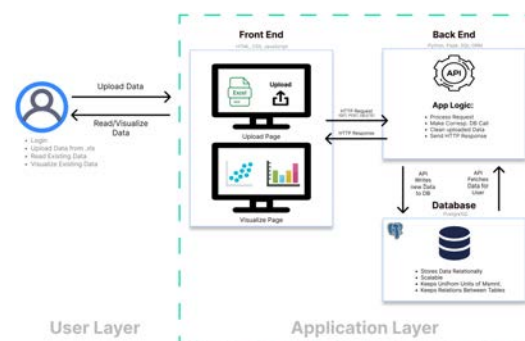 Front End
HTML, CSS, JavaScript
Back End
Python, Flask, SQL ORM
Excel
Upload
Upload Page
Visualize Page
API
App Logic:
• Process Request
• Make Corresp. DB Call
• Clean uploaded Data
• Send HTTP Response
Upload Data
Read/Visualize
Data
• Login
• Upload Data from .xls
• Read Existing Data
• Visualize Existing Data
HTTP Request
HTTP Response
API
Writes
new Data
to DB
API
Fetches
Data for
User
Database
PostgreSQL
• Stores Data Relationally
• Scalable
• Keeps Unifrom Units of Msmnt.
• Keeps Relations Between Tables
User Layer
Application Layer